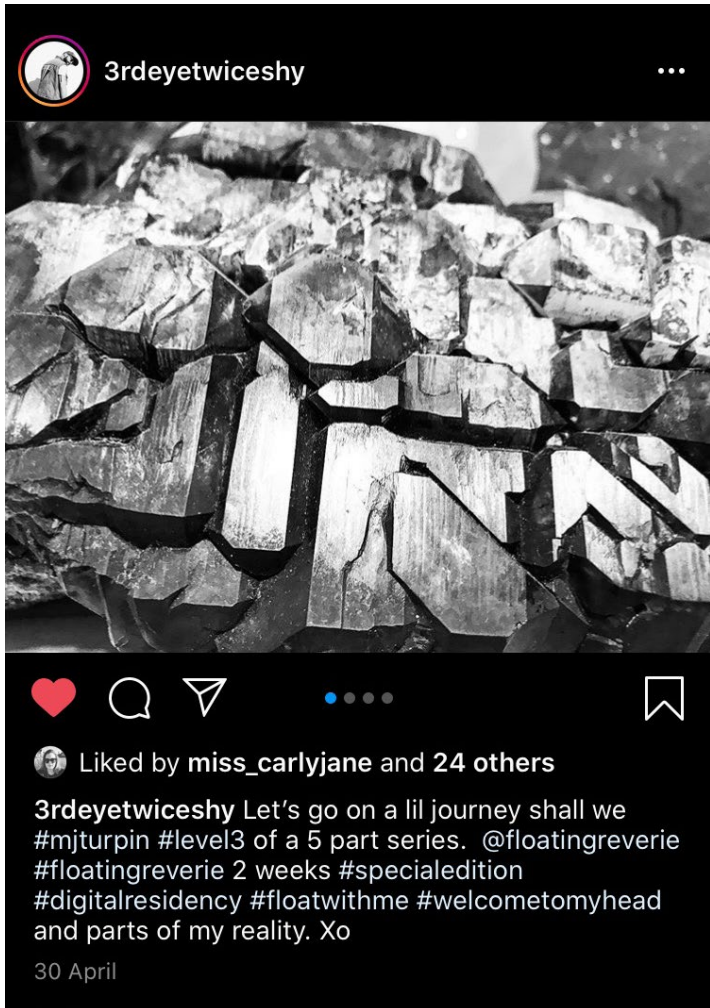 3rdeyetwiceshy
Liked by miss_carlyjane and 24 others
3rdeyetwiceshy Let’s go on a lil journey shall we
#mjturpin #level3 of a 5 part series.  @floatingreverie
#floatingreverie 2 weeks #specialedition
#digitalresidency #floatwithme #welcometomyhead
and parts of my reality. Xo
30 April